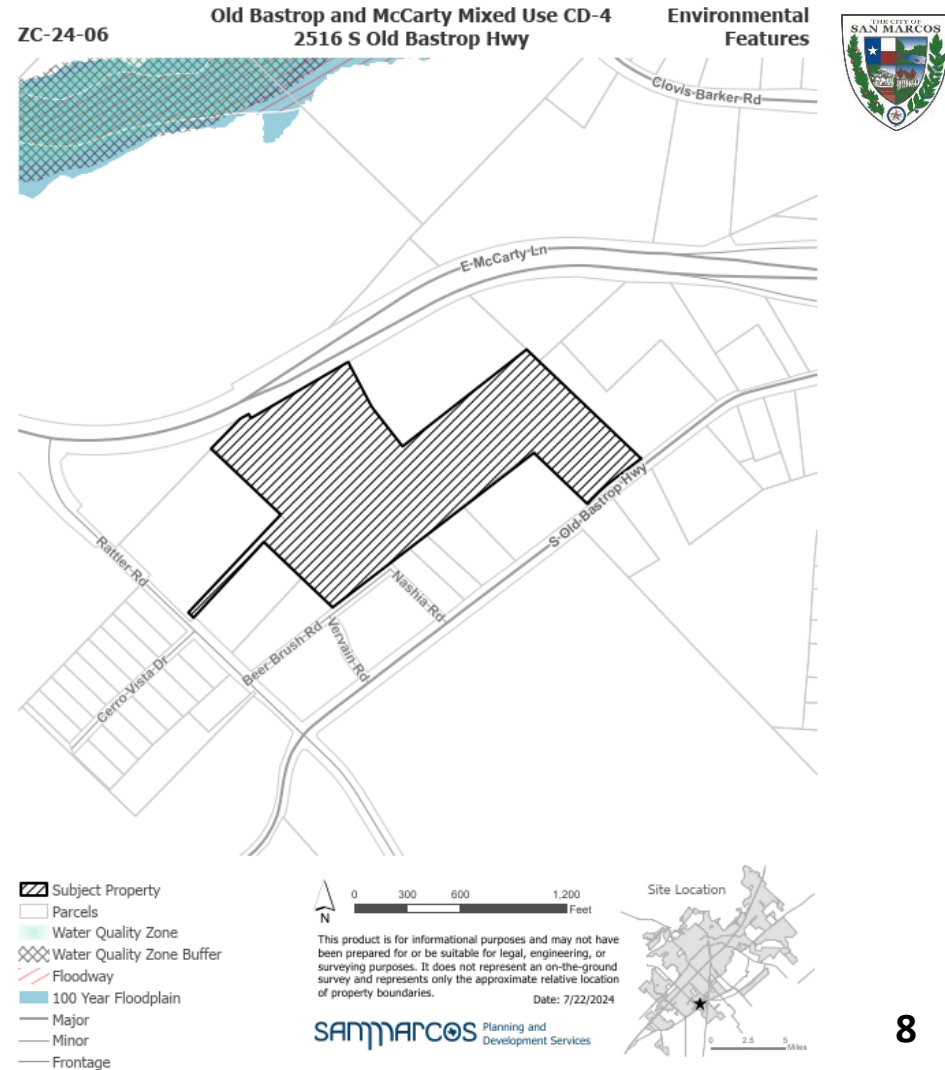 ZC-24-06
Old Bastrop and McCarty Mixed Use CD-4
2516 S Old Bastrop Hwy
Environmental
Features
THE CITY OF
SAN MARCOS
Clovis-Barker-Rd
E-McCarty-Ln
S-Old-Bastrop-Hwy
Rattler-Rd
Nashia-Rd
Beer-Brush-Rd
Vervain-Rd
Cerro-Vista-Dr
Subject Property
Parcels
Water Quality Zone
Water Quality Zone Buffer
Floodway
100 Year Floodplain
Major
Minor
Frontage
N
0 300 600 1,200
Feet
This product is for informational purposes and may not have
been prepared for or be suitable for legal, engineering, or
surveying purposes. It does not represent an on-the-ground
survey and represents only the approximate relative location
of property boundaries.
Date: 7/22/2024
SANMARCOS
Planning and
Development Services
Site Location
0 2.5 5
Miles
8